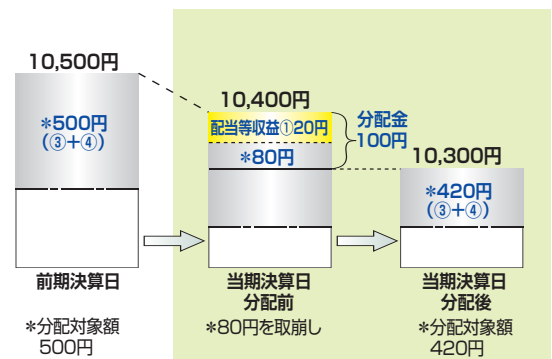 10,500円
*500円
(③+④)
前期決算日
*分配対象額
500円
10,400円
配当等収益①20円
*80円
分配金
100円
当期決算日
分配前
*80円を取崩し
10,300円
*420円
(③+④)
当期決算日
分配後
*分配対象額
420円